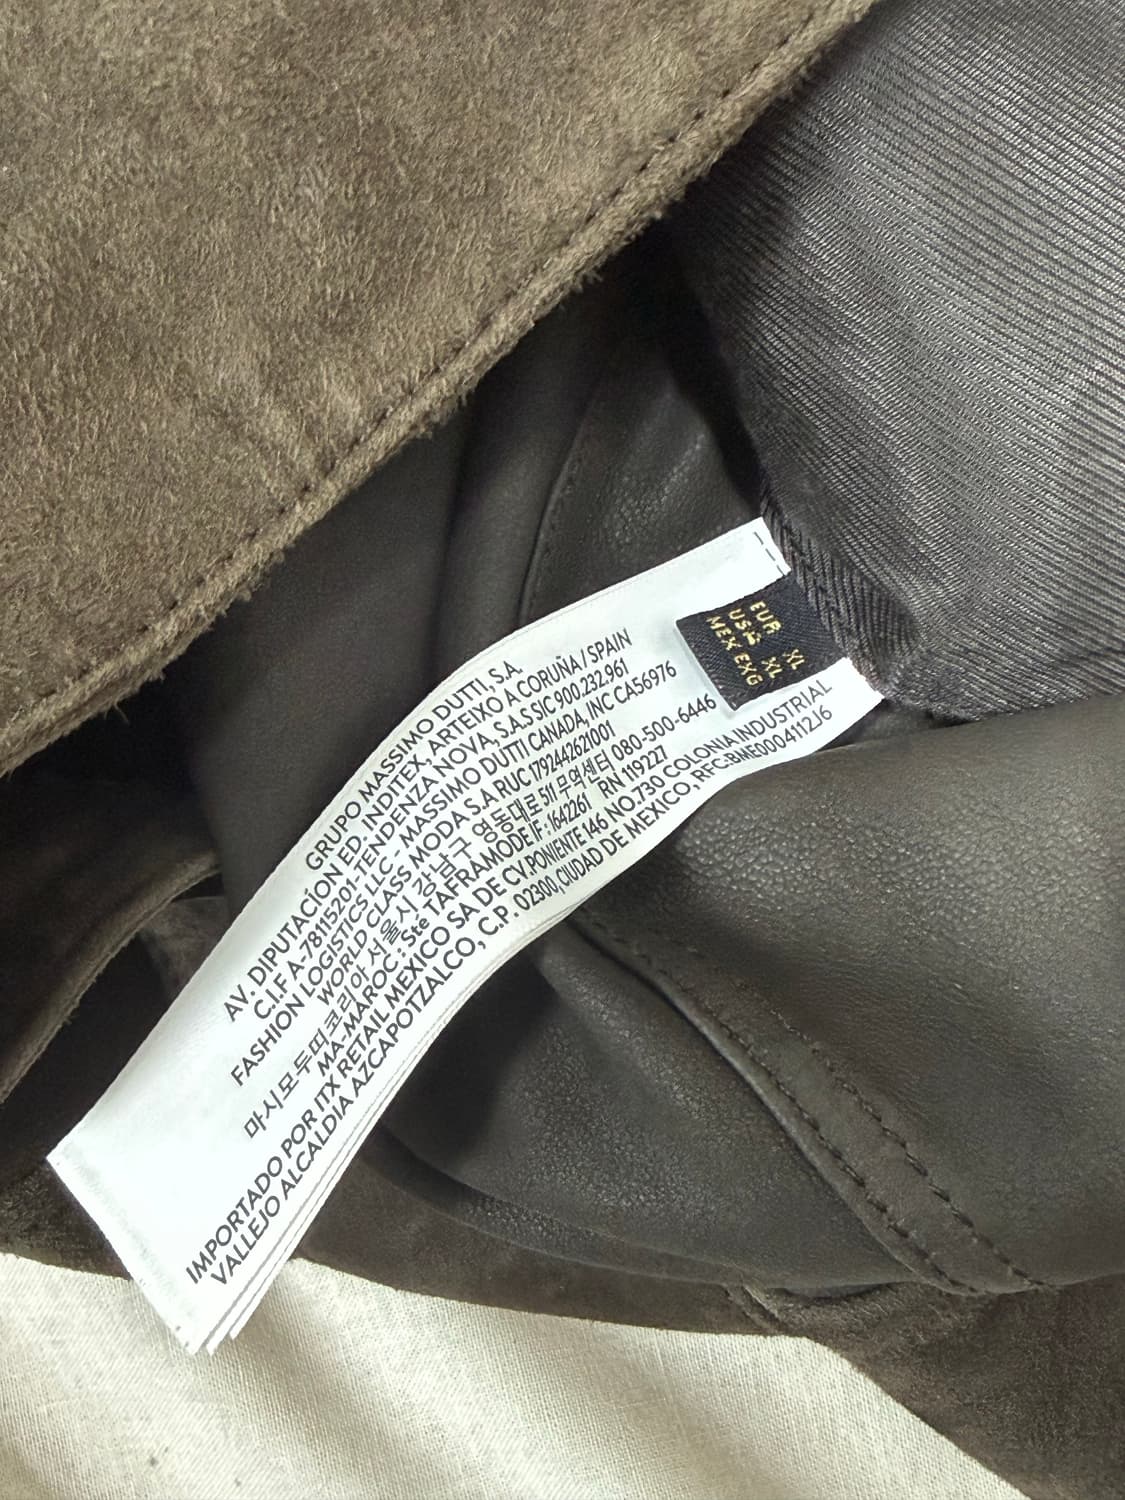 GRUPO MASSIMO DUTTI, S.A.
AV. DIPUTACIÓN ED. INDITEX, ARTEIXO A CORUÑA / SPAIN
C.I.F. A-78115201-TENDENZA NOVA, S.A.S SIC 900.232.961
FASHION LOGISTICS LLC - MASSIMO DUTTI CANADA, INC CA56976
WORLD CLASS MODA S.A RUC 1792442621001
마시모두띠코리아 서울시 강남구 영동대로 511 무역센터 080-500-6446
MA-MAROC : Sté TAFRAMODE IF : 1642261 RN 119227
IMPORTADO POR ITX RETAIL MEXICO SA DE CV. PONIENTE 146 NO.730 COLONIA INDUSTRIAL
VALLEJO ALCALDIA AZCAPOTZALCO, C.P. 02300, CIUDAD DE MEXICO, RFC:BME0004112J6
EUR XL
USA XL
MEX EXG